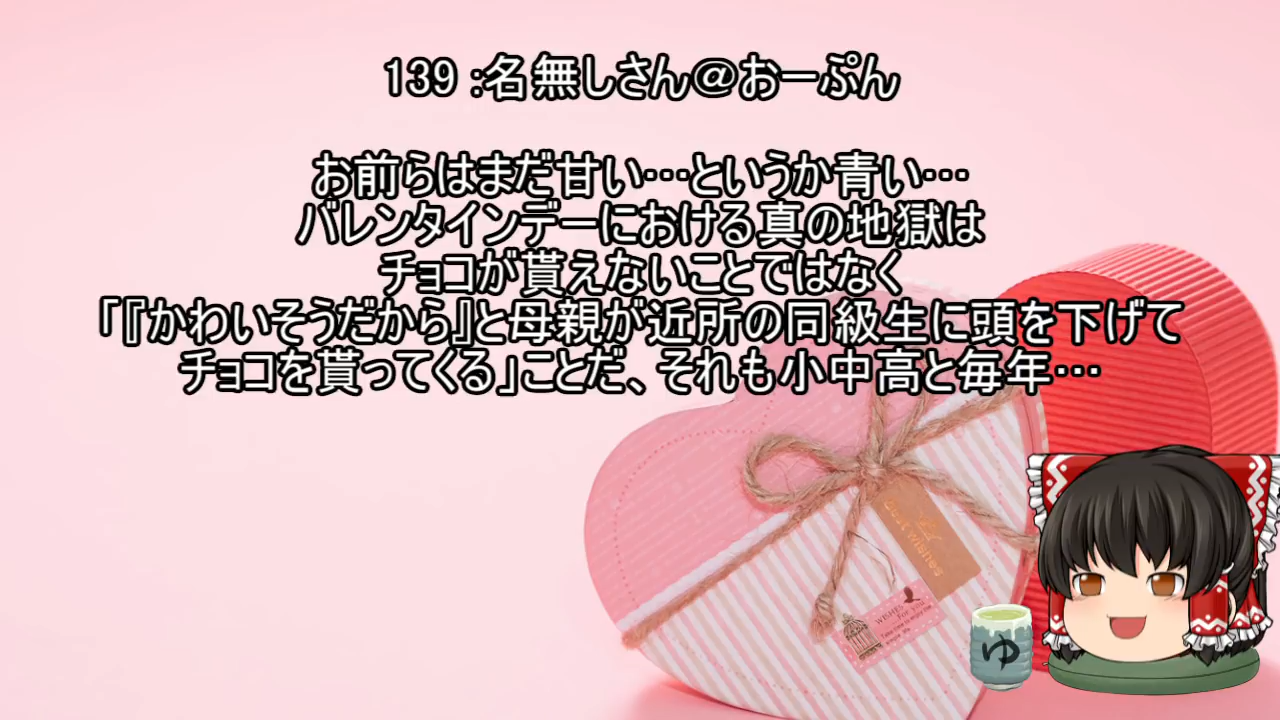 139 :名無しさん@おーぷん
お前らはまだ甘い…というか青い…
バレンタインデーにおける真の地獄は
チョコが貰えないことではなく
「『かわいそうだから』と母親が近所の同級生に頭を下げて
チョコを貰ってくる」ことだ、それも小中高と毎年…
Best wishes
WISHES
For you
ゆ